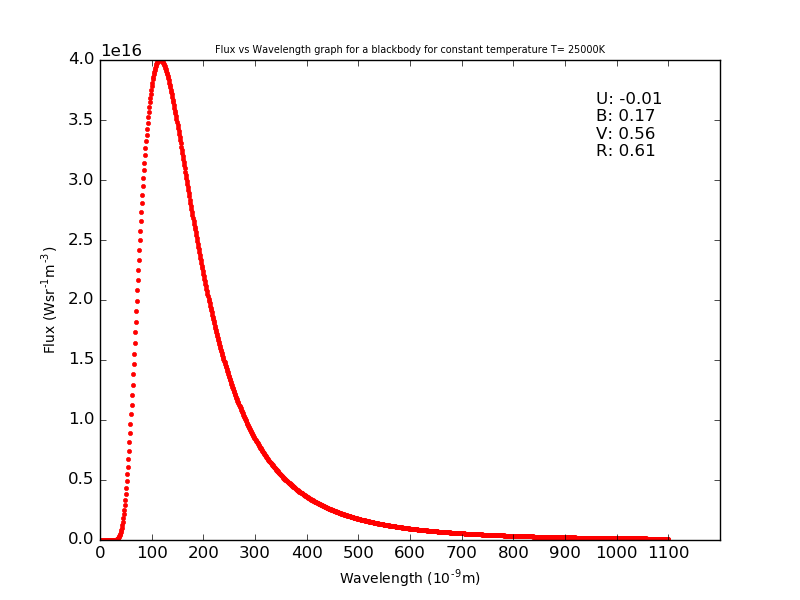 Flux vs Wavelength graph for a blackbody for constant temperature T= 25000K
1e16
4.0
3.5
3.0
2.5
2.0
1.5
1.0
0.5
0.0
U: -0.01
B: 0.17
V: 0.56
R: 0.61
Flux (Wsr⁻¹m⁻³)
0 100 200 300 400 500 600 700 800 900 1000 1100
Wavelength (10⁻⁹m)